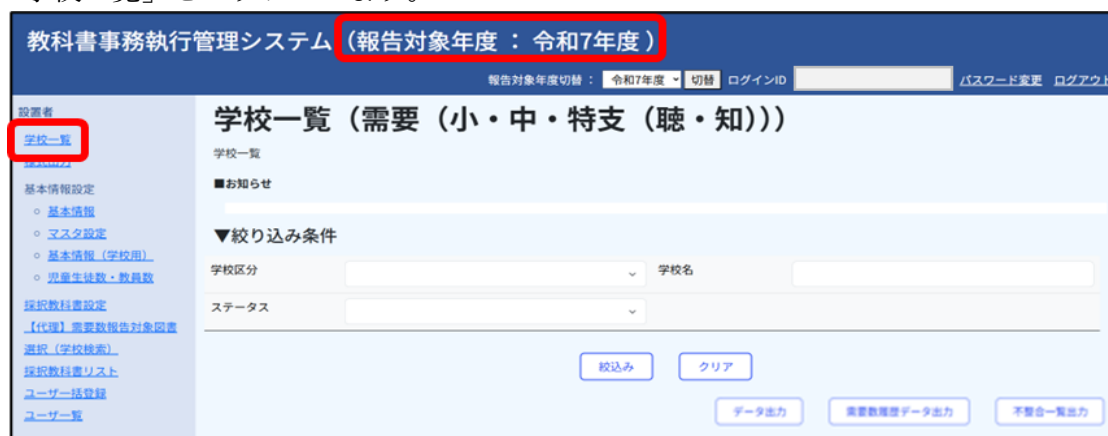 教科書事務執行管理システム（報告対象年度 ： 令和7年度 ）
報告対象年度切替 ： 令和7年度 切替 ログインID パスワード変更 ログアウト
設置者
学校一覧
様式出力
基本情報設定
基本情報
マスタ設定
基本情報（学校用）
児童生徒数・教員数
採択教科書設定
【代理】需要数報告対象図書
選択（学校検索）
採択教科書リスト
ユーザー括登録
ユーザー覧
学校一覧（需要（小・中・特支（聴・知)））
学校一覧
■お知らせ
▼絞り込み条件
学校区分 学校名
ステータス
絞込み クリア
データ出力 需要数履歴データ出力 不整合一覧出力